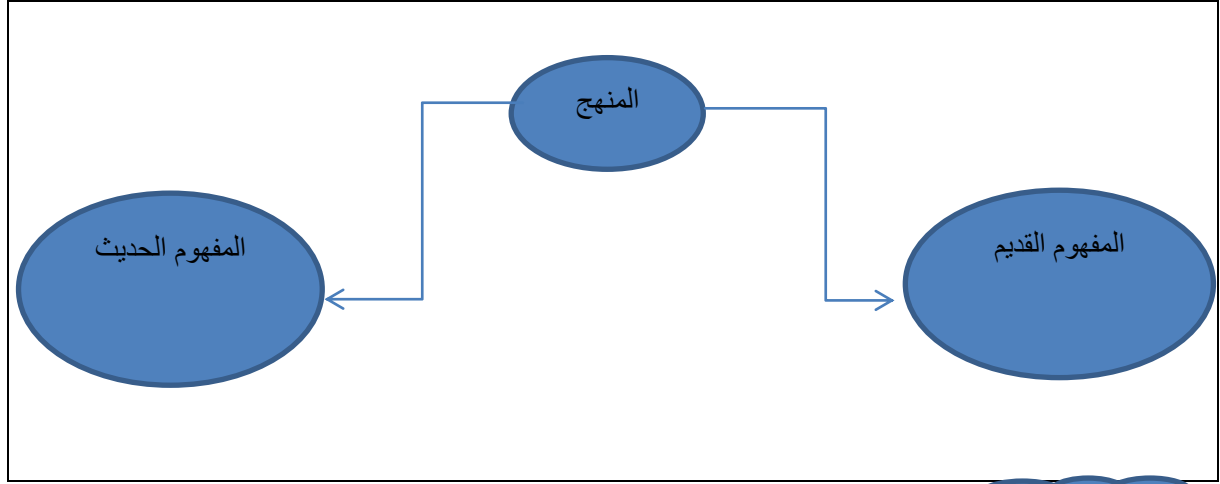 المنهج
المفهوم القديم
المفهوم الحديث